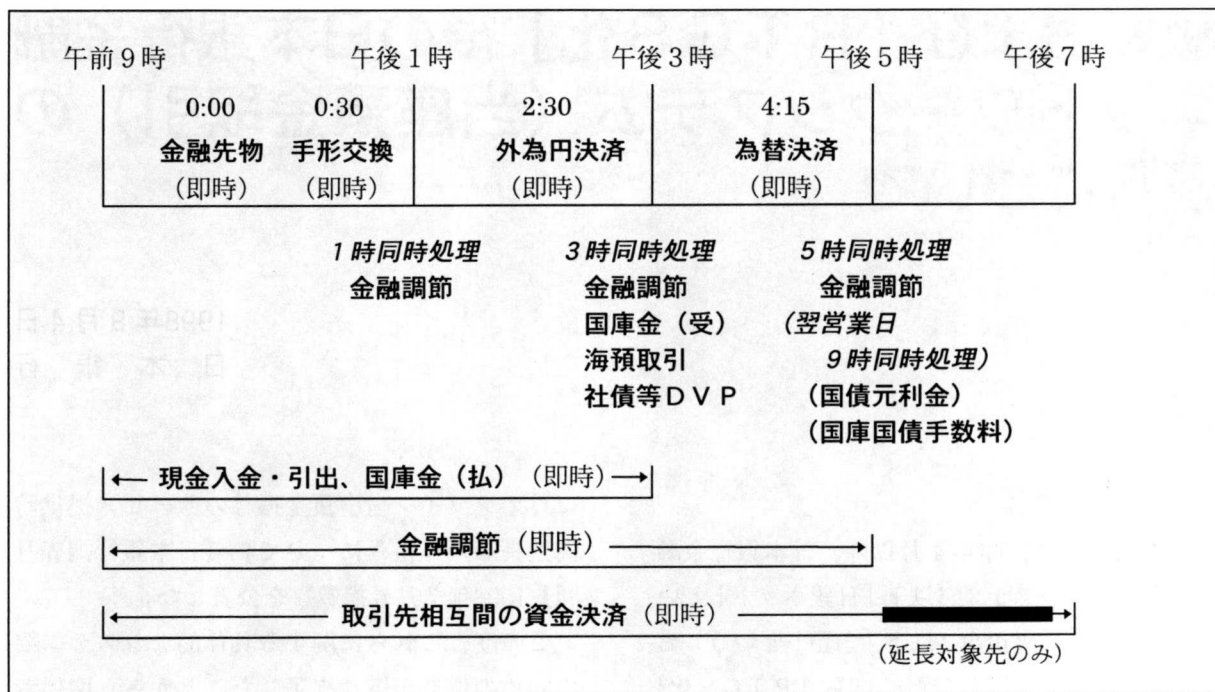 午前9時 午後1時 午後3時 午後5時 午後7時
0:00 0:30 2:30 4:15
金融先物 手形交換 外為円決済 為替決済
(即時) (即時) (即時) (即時)
1時同時処理 3時同時処理 5時同時処理
金融調節 金融調節 金融調節
国庫金(受) (翌営業日
海預取引 9時同時処理)
社債等DVP (国債元利金)
(国庫国債手数料)
現金入金・引出、国庫金(払)(即時)
金融調節(即時)
取引先相互間の資金決済(即時)
(延長対象先のみ)